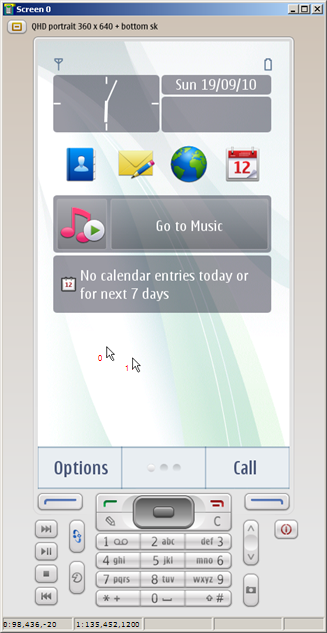 Screen 0
QHD portrait 360 x 640 + bottom sk
Sun 19/09/10
12
Go to Music
12
No calendar entries today or
for next 7 days
0
1
Options
Call
C
1
2 abc
def 3
4 ghi
5 jkl
mno 6
7 pqrs
8 tuv
wxyz 9
* +
0
#
0:98,436,-20
1:135,452,1200